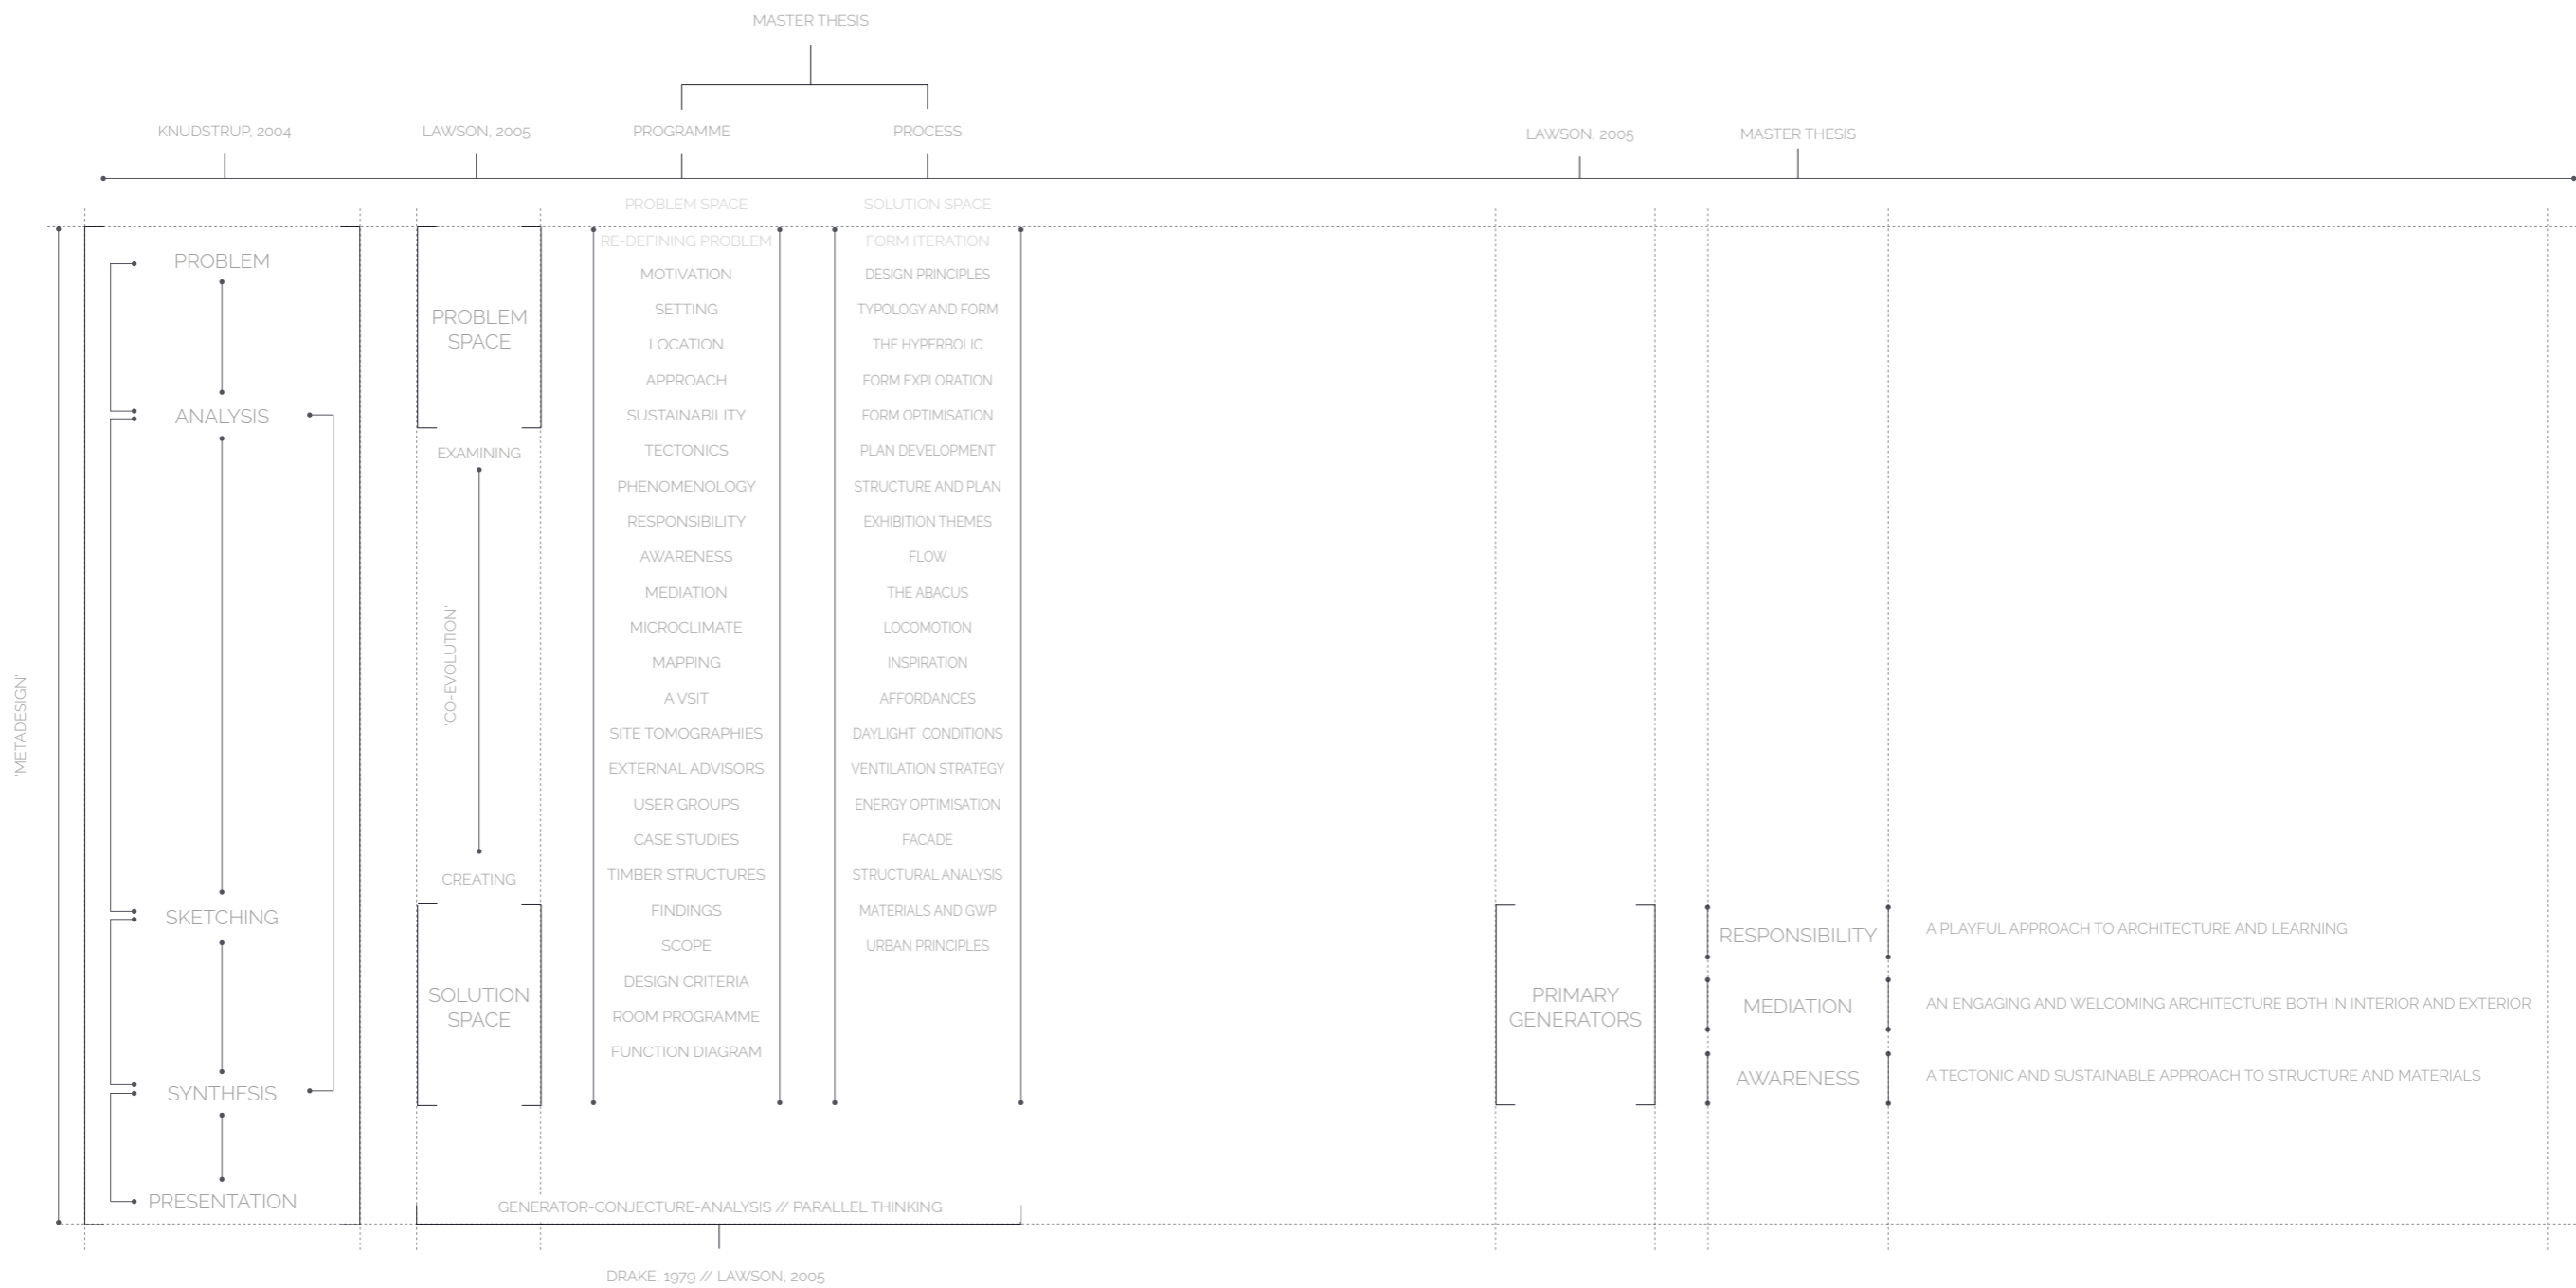 MASTER THESIS
KNUDSTRUP, 2004
LAWSON, 2005
PROGRAMME
PROCESS
LAWSON, 2005
MASTER THESIS
'METADESIGN'
PROBLEM
ANALYSIS
SKETCHING
SYNTHESIS
PRESENTATION
PROBLEM
SPACE
EXAMINING
'CO-EVOLUTION'
CREATING
SOLUTION
SPACE
PROBLEM SPACE
RE-DEFINING PROBLEM
MOTIVATION
SETTING
LOCATION
APPROACH
SUSTAINABILITY
TECTONICS
PHENOMENOLOGY
RESPONSIBILITY
AWARENESS
MEDIATION
MICROCLIMATE
MAPPING
A VSIT
SITE TOMOGRAPHIES
EXTERNAL ADVISORS
USER GROUPS
CASE STUDIES
TIMBER STRUCTURES
FINDINGS
SCOPE
DESIGN CRITERIA
ROOM PROGRAMME
FUNCTION DIAGRAM
SOLUTION SPACE
FORM ITERATION
DESIGN PRINCIPLES
TYPOLOGY AND FORM
THE HYPERBOLIC
FORM EXPLORATION
FORM OPTIMISATION
PLAN DEVELOPMENT
STRUCTURE AND PLAN
EXHIBITION THEMES
FLOW
THE ABACUS
LOCOMOTION
INSPIRATION
AFFORDANCES
DAYLIGHT CONDITIONS
VENTILATION STRATEGY
ENERGY OPTIMISATION
FACADE
STRUCTURAL ANALYSIS
MATERIALS AND GWP
URBAN PRINCIPLES
GENERATOR-CONJECTURE-ANALYSIS // PARALLEL THINKING
DRAKE, 1979 // LAWSON, 2005
PRIMARY
GENERATORS
RESPONSIBILITY
A PLAYFUL APPROACH TO ARCHITECTURE AND LEARNING
MEDIATION
AN ENGAGING AND WELCOMING ARCHITECTURE BOTH IN INTERIOR AND EXTERIOR
AWARENESS
A TECTONIC AND SUSTAINABLE APPROACH TO STRUCTURE AND MATERIALS